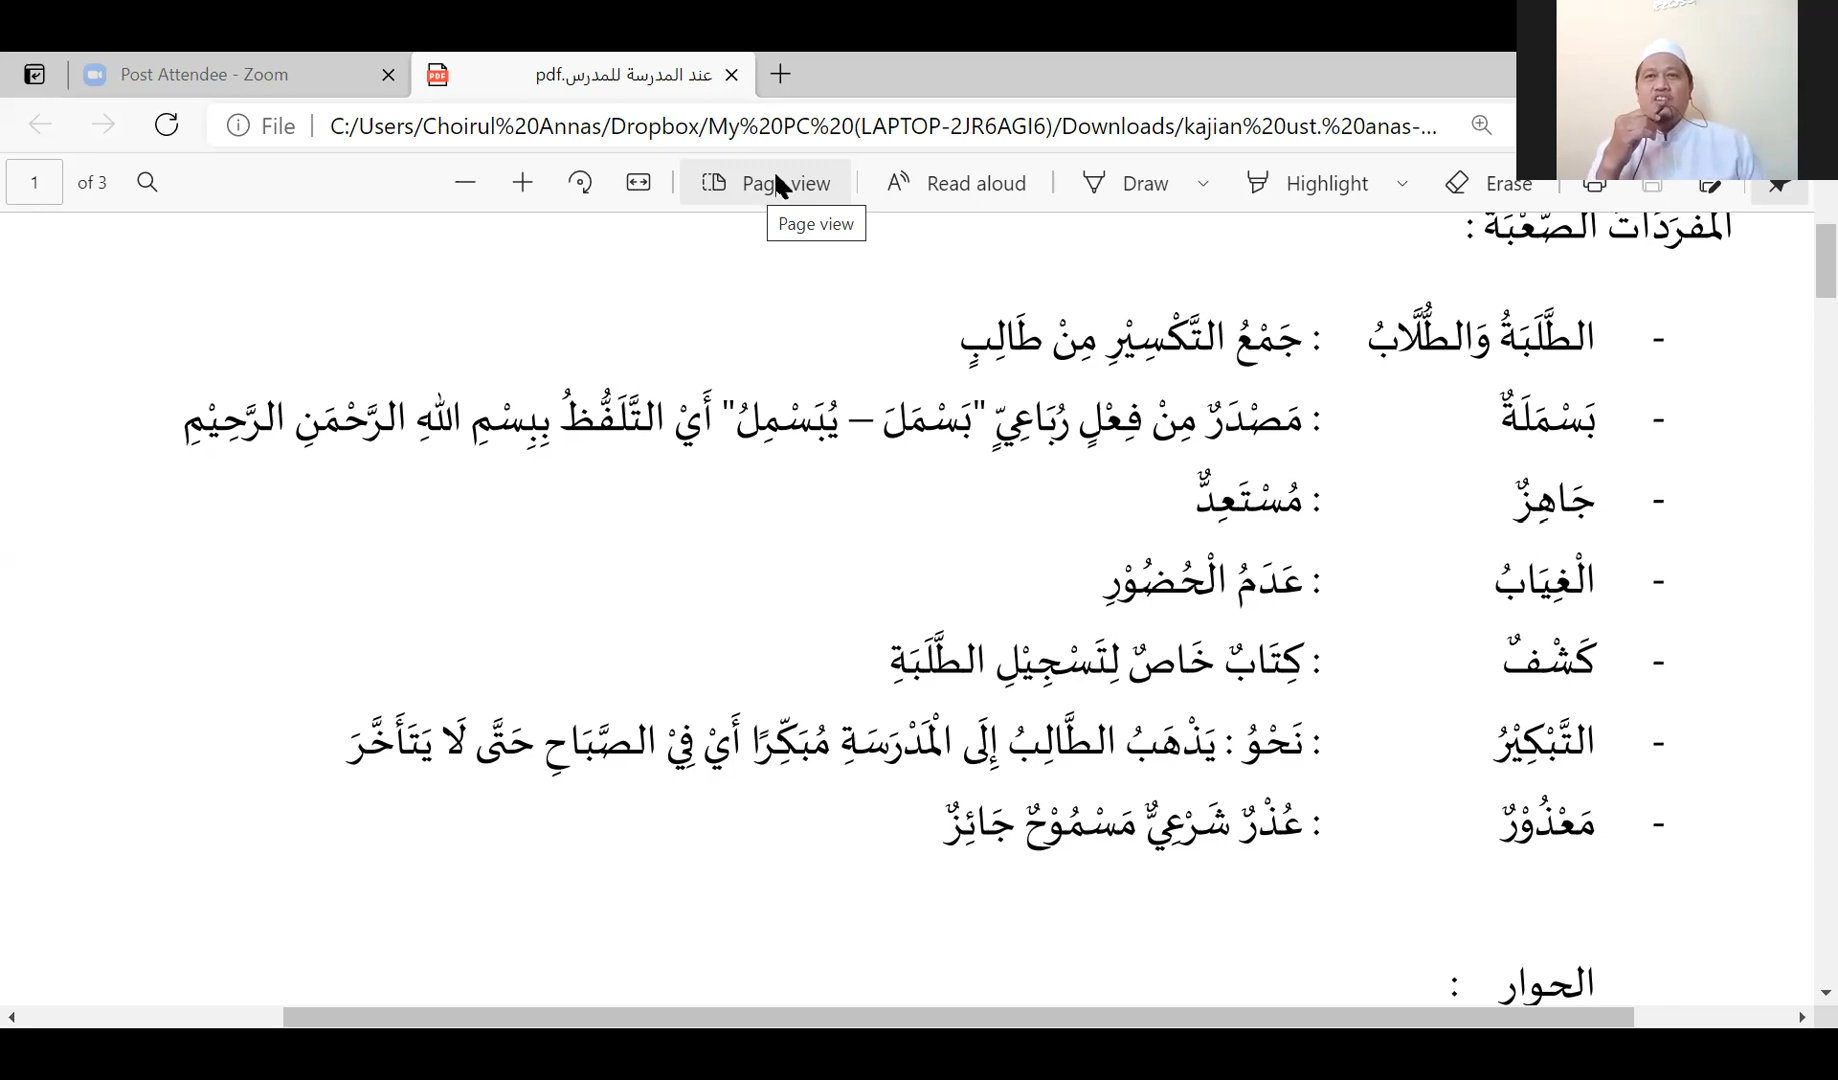 Post Attendee - Zoom
عند المدرسة للمدرس.pdf
File
C:/Users/Choirul%20Annas/Dropbox/My%20PC%20(LAPTOP-2JR6AGI6)/Downloads/kajian%20ust.%20anas-...
1 of 3
Page view
Read aloud
Draw
Highlight
Erase
Page view
المُفْرَدَاتُ الصَّعْبَةُ :
- الطَّلَبَةُ وَالطُّلَّابُ : جَمْعُ التَّكْسِيْرِ مِنْ طَالِبٍ
- بَسْمَلَةٌ : مَصْدَرٌ مِنْ فِعْلٍ رُبَاعِيٍّ "بَسْمَلَ – يُبَسْمِلُ" أَيْ التَّلَفُّظُ بِبِسْمِ اللهِ الرَّحْمَنِ الرَّحِيْمِ
- جَاهِزٌ : مُسْتَعِدٌّ
- الْغِيَابُ : عَدَمُ الْحُضُوْرِ
- كَشْفٌ : كِتَابٌ خَاصٌ لِتَسْجِيْلِ الطَّلَبَةِ
- التَّبْكِيْرُ : نَحْوُ : يَذْهَبُ الطَّالِبُ إِلَى الْمَدْرَسَةِ مُبَكِّرًا أَيْ فِيْ الصَّبَاحِ حَتَّى لَا يَتَأَخَّرَ
- مَعْذُوْرٌ : عُذْرٌ شَرْعِيٌّ مَسْمُوْحٌ جَائِزٌ
الحوار :